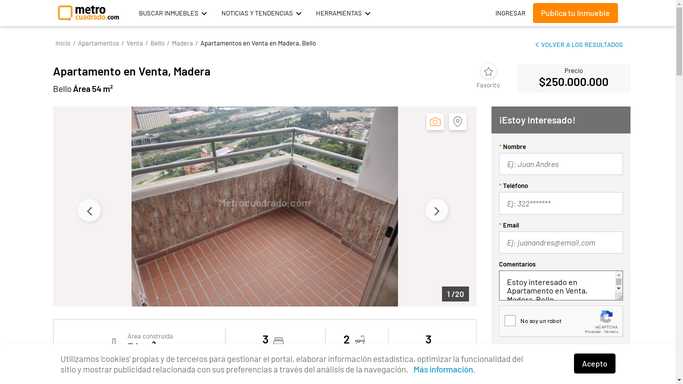 metro
cuadrado.com
BUSCAR INMUEBLES
NOTICIAS Y TENDENCIAS
HERRAMIENTAS
INGRESAR
Publica tu Inmueble
Inicio / Apartamentos / Venta / Bello / Madera / Apartamentos en Venta en Madera, Bello
VOLVER A LOS RESULTADOS
Apartamento en Venta, Madera
Bello Área 54 m²
Favorito
Precio
$250.000.000
Metrocuadrado.com
1 /20
¡Estoy Interesado!
* Nombre
Ej: Juan Andres
* Teléfono
Ej: 322*******
* Email
Ej: juanandres@email.com
Comentarios
Estoy interesado en
Apartamento en Venta,
Madera, Bello
No soy un robot
reCAPTCHA
Privacidad - Términos
Área construida
3
2
3
Utilizamos 'cookies' propias y de terceros para gestionar el portal, elaborar información estadística, optimizar la funcionalidad del
sitio y mostrar publicidad relacionada con sus preferencias a través del análisis de la navegación. Más información.
Acepto